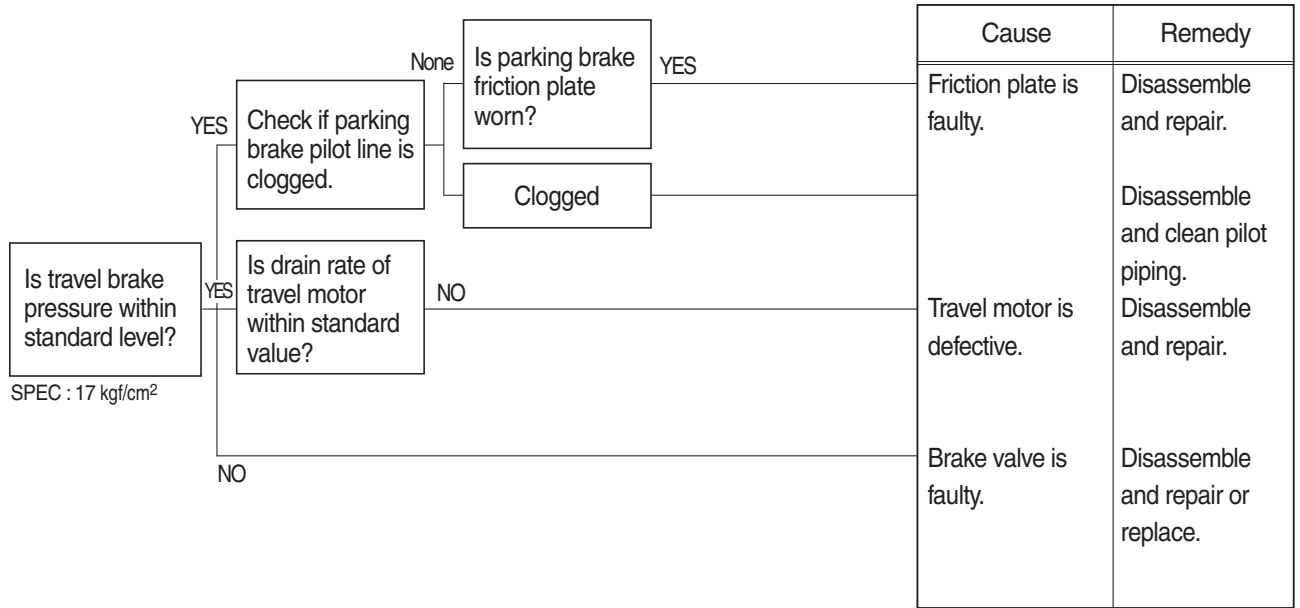 Cause
Remedy
None
Is parking brake
friction plate
worn?
YES
Friction plate is
faulty.
Disassemble
and repair.
YES
Check if parking
brake pilot line is
clogged.
Clogged
Disassemble
and clean pilot
piping.
Is travel brake
pressure within
standard level?
SPEC : 17 kgf/cm²
YES
Is drain rate of
travel motor
within standard
value?
NO
Travel motor is
defective.
Disassemble
and repair.
NO
Brake valve is
faulty.
Disassemble
and repair or
replace.